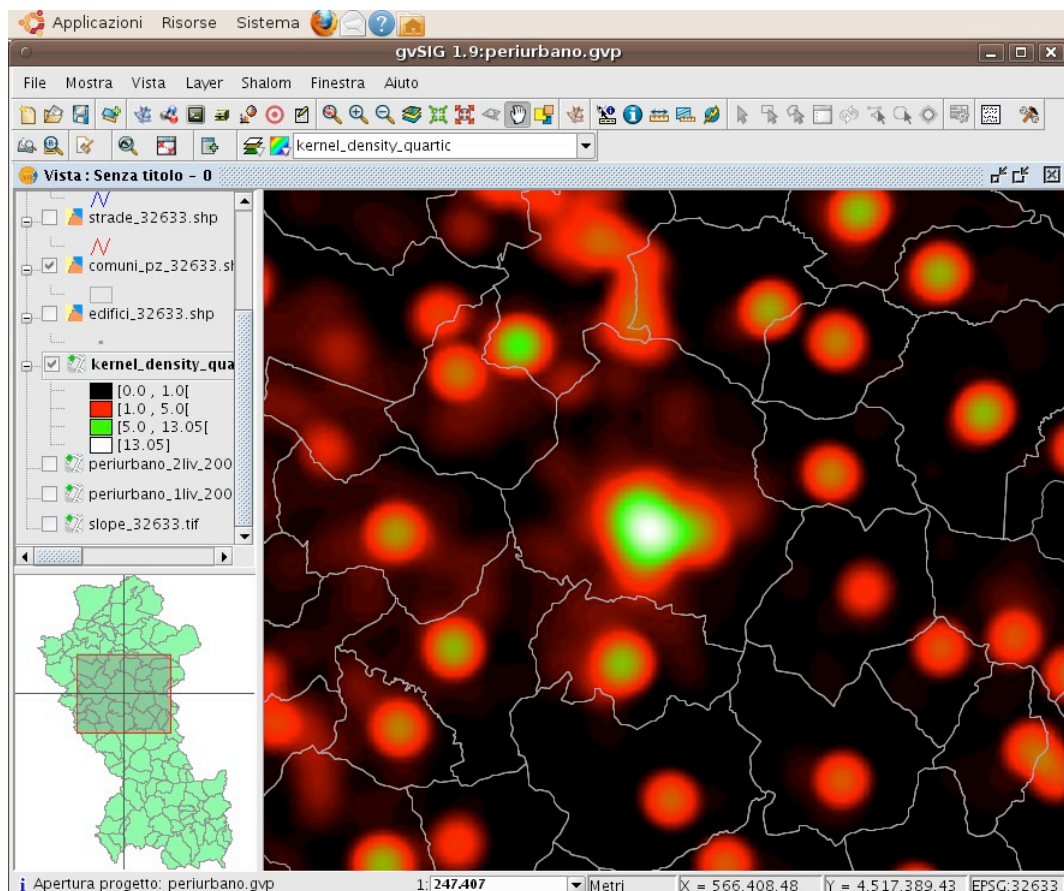 Applicazioni Risorse Sistema
gvSIG 1.9:periurbano.gvp
File Mostra Vista Layer Shalom Finestra Aiuto
kernel_density_quartic
Vista : Senza titolo - 0
strade_32633.shp
comuni_pz_32633.sh
edifici_32633.shp
kernel_density_qua
[0.0 , 1.0[
[1.0 , 5.0[
[5.0 , 13.05[
[13.05]
periurbano_2liv_200
periurbano_1liv_200
slope_32633.tif
Apertura progetto: periurbano.gvp 1: 247.407 Metri X = 566.408,48 Y = 4.517.389,43 EPSG:32633